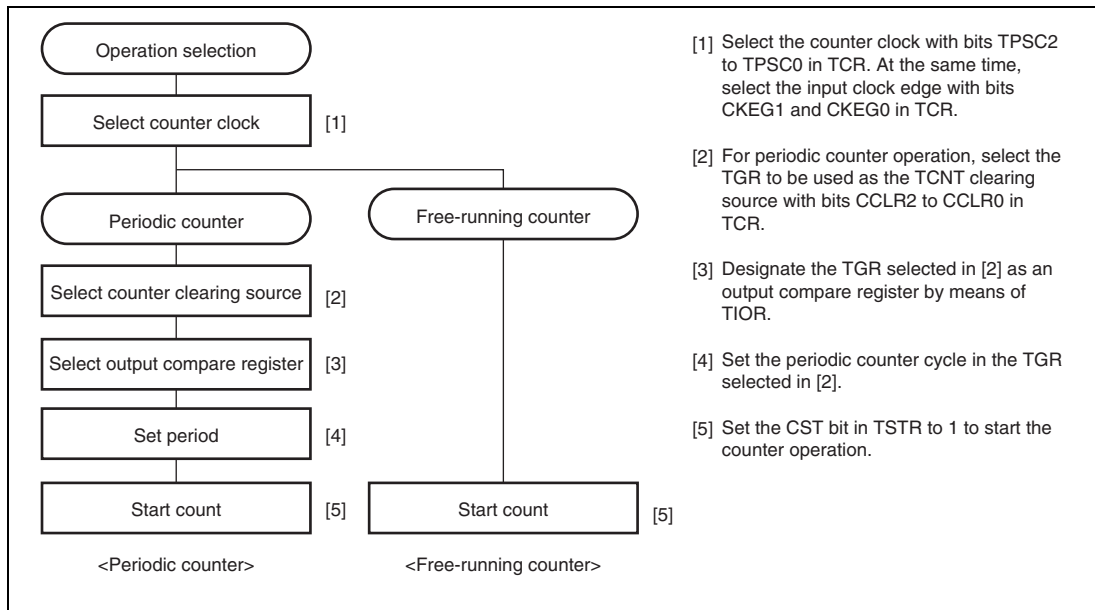 Operation selection
Select counter clock
[1]
Periodic counter
Free-running counter
Select counter clearing source
[2]
Select output compare register
[3]
Set period
[4]
Start count
[5]
Start count
[5]
<Periodic counter>
<Free-running counter>
[1] Select the counter clock with bits TPSC2
to TPSC0 in TCR. At the same time,
select the input clock edge with bits
CKEG1 and CKEG0 in TCR.
[2] For periodic counter operation, select the
TGR to be used as the TCNT clearing
source with bits CCLR2 to CCLR0 in
TCR.
[3] Designate the TGR selected in [2] as an
output compare register by means of
TIOR.
[4] Set the periodic counter cycle in the TGR
selected in [2].
[5] Set the CST bit in TSTR to 1 to start the
counter operation.